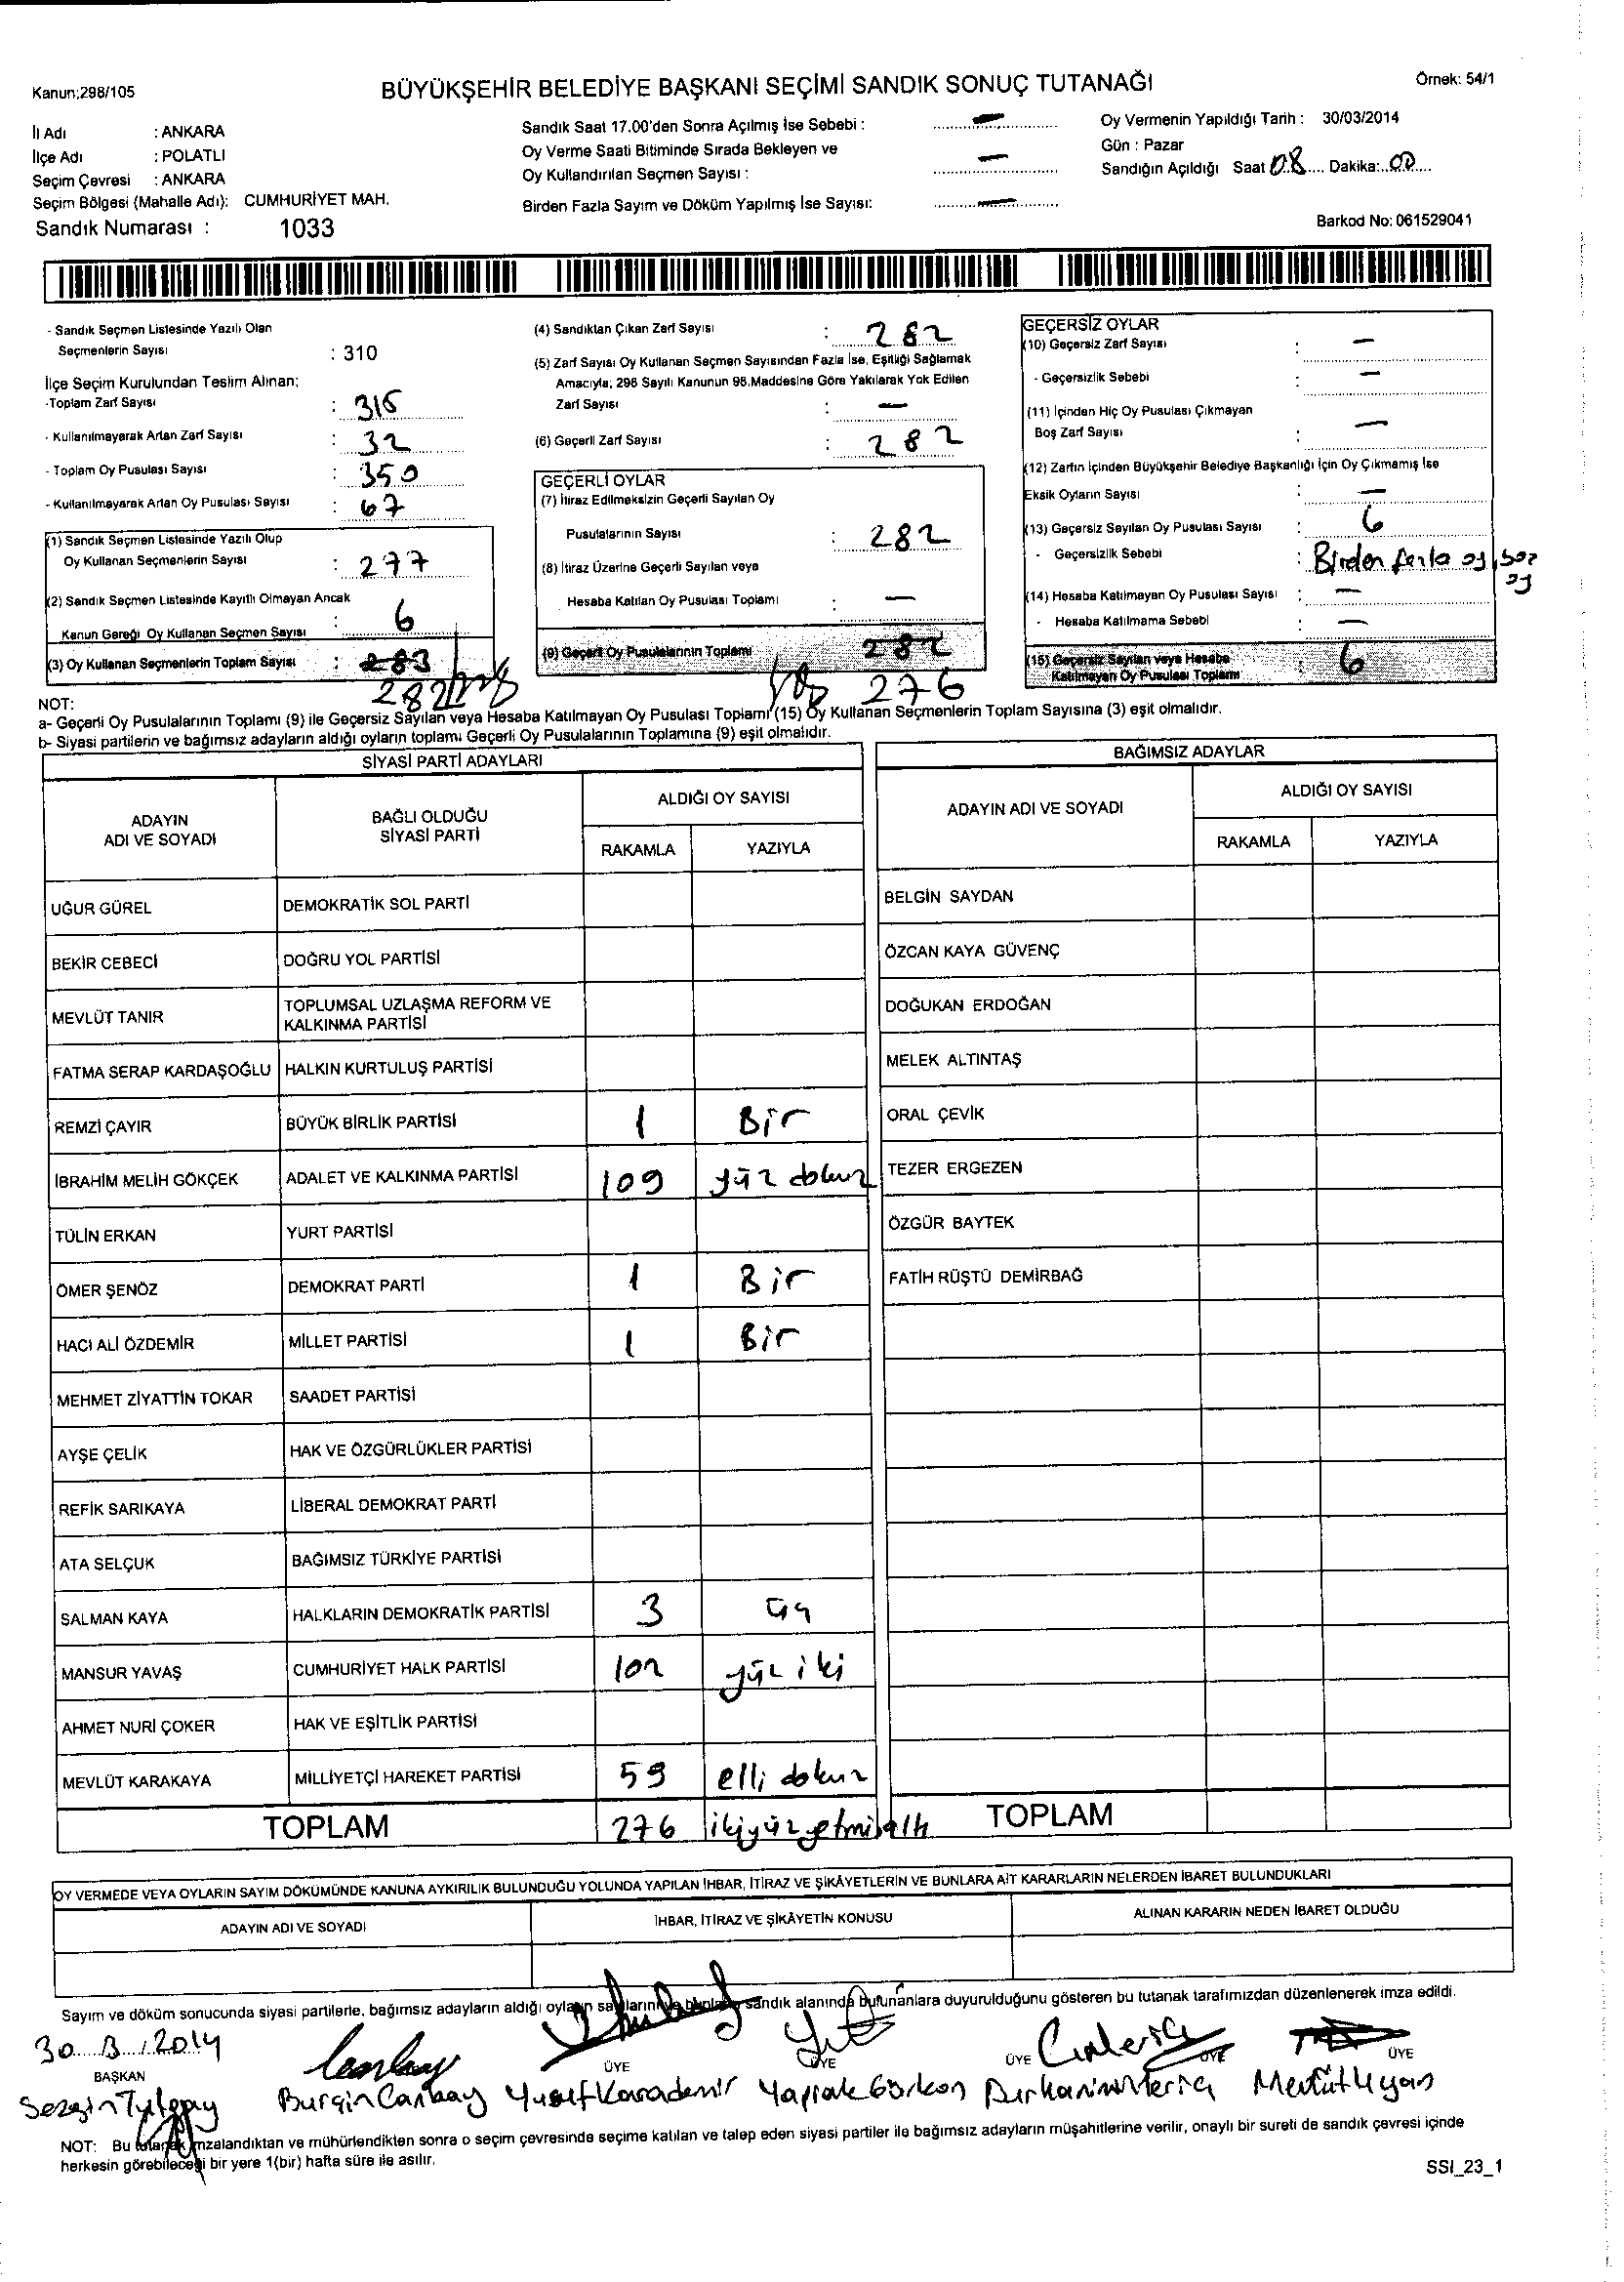 Kanun;298/105
BÜYÜKŞEHİR BELEDİYE BAŞKANI SEÇİMİ SANDIK SONUÇ TUTANAĞI
Örnek: 54/1
İl Adı : ANKARA
İlçe Adı : POLATLI
Seçim Çevresi : ANKARA
Seçim Bölgesi (Mahalle Adı): CUMHURİYET MAH.
Sandık Numarası : 1033
Sandık Saat 17.00'den Sonra Açılmış İse Sebebi : —
Oy Verme Saati Bitiminde Sırada Bekleyen ve
Oy Kullandırılan Seçmen Sayısı : —
Birden Fazla Sayım ve Döküm Yapılmış İse Sayısı: —
Oy Vermenin Yapıldığı Tarih : 30/03/2014
Gün : Pazar
Sandığın Açıldığı Saat 08 .... Dakika:..00....
Barkod No: 061529041
- Sandık Seçmen Listesinde Yazılı Olan
Seçmenlerin Sayısı : 310
İlçe Seçim Kurulundan Teslim Alınan;
-Toplam Zarf Sayısı : 315
- Kullanılmayarak Artan Zarf Sayısı : 32
- Toplam Oy Pusulası Sayısı : 350
- Kullanılmayarak Artan Oy Pusulası Sayısı : 67
(1) Sandık Seçmen Listesinde Yazılı Olup
Oy Kullanan Seçmenlerin Sayısı : 277
(2) Sandık Seçmen Listesinde Kayıtlı Olmayan Ancak
Kanun Gereği Oy Kullanan Seçmen Sayısı : 6
(3) Oy Kullanan Seçmenlerin Toplam Sayısı : 283
282
(4) Sandıktan Çıkan Zarf Sayısı : 282
(5) Zarf Sayısı Oy Kullanan Seçmen Sayısından Fazla İse, Eşitliği Sağlamak
Amacıyla; 298 Sayılı Kanunun 98.Maddesine Göre Yakılarak Yok Edilen
Zarf Sayısı : —
(6) Geçerli Zarf Sayısı : 282
GEÇERLİ OYLAR
(7) İtiraz Edilmeksizin Geçerli Sayılan Oy
Pusulalarının Sayısı : 282
(8) İtiraz Üzerine Geçerli Sayılan veya
Hesaba Katılan Oy Pusulası Toplamı : —
(9) Geçerli Oy Pusulalarının Toplamı 282
276
GEÇERSİZ OYLAR
(10) Geçersiz Zarf Sayısı : —
- Geçersizlik Sebebi : —
(11) İçinden Hiç Oy Pusulası Çıkmayan
Boş Zarf Sayısı : —
(12) Zarfın İçinden Büyükşehir Belediye Başkanlığı İçin Oy Çıkmamış İse
Eksik Oyların Sayısı : —
(13) Geçersiz Sayılan Oy Pusulası Sayısı : 6
- Geçersizlik Sebebi : Birden fazla oy, boş
oy
(14) Hesaba Katılmayan Oy Pusulası Sayısı : —
- Hesaba Katılmama Sebebi : —
(15) Geçersiz Sayılan veya Hesaba
Katılmayan Oy Pusulası Toplamı : 6
NOT:
a- Geçerli Oy Pusulalarının Toplamı (9) ile Geçersiz Sayılan veya Hesaba Katılmayan Oy Pusulası Toplamı (15) Oy Kullanan Seçmenlerin Toplam Sayısına (3) eşit olmalıdır.
b- Siyasi partilerin ve bağımsız adayların aldığı oyların toplamı Geçerli Oy Pusulalarının Toplamına (9) eşit olmalıdır.
SİYASİ PARTİ ADAYLARI
ADAYIN
ADI VE SOYADI
BAĞLI OLDUĞU
SİYASİ PARTİ
ALDIĞI OY SAYISI
RAKAMLA YAZIYLA
UĞUR GÜREL DEMOKRATİK SOL PARTİ
BEKİR CEBECİ DOĞRU YOL PARTİSİ
MEVLÜT TANIR TOPLUMSAL UZLAŞMA REFORM VE
KALKINMA PARTİSİ
FATMA SERAP KARDAŞOĞLU HALKIN KURTULUŞ PARTİSİ
REMZİ ÇAYIR BÜYÜK BİRLİK PARTİSİ 1 Bir
İBRAHİM MELİH GÖKÇEK ADALET VE KALKINMA PARTİSİ 109 yüz dokuz
TÜLİN ERKAN YURT PARTİSİ
ÖMER ŞENÖZ DEMOKRAT PARTİ 1 Bir
HACI ALİ ÖZDEMİR MİLLET PARTİSİ 1 Bir
MEHMET ZİYATTİN TOKAR SAADET PARTİSİ
AYŞE ÇELİK HAK VE ÖZGÜRLÜKLER PARTİSİ
REFİK SARIKAYA LİBERAL DEMOKRAT PARTİ
ATA SELÇUK BAĞIMSIZ TÜRKİYE PARTİSİ
SALMAN KAYA HALKLARIN DEMOKRATİK PARTİSİ 3 üç
MANSUR YAVAŞ CUMHURİYET HALK PARTİSİ 102 yüz iki
AHMET NURİ ÇOKER HAK VE EŞİTLİK PARTİSİ
MEVLÜT KARAKAYA MİLLİYETÇİ HAREKET PARTİSİ 59 elli dokuz
TOPLAM 276 ikiyüzyetmişaltı
BAĞIMSIZ ADAYLAR
ADAYIN ADI VE SOYADI
ALDIĞI OY SAYISI
RAKAMLA YAZIYLA
BELGİN SAYDAN
ÖZCAN KAYA GÜVENÇ
DOĞUKAN ERDOĞAN
MELEK ALTINTAŞ
ORAL ÇEVİK
TEZER ERGEZEN
ÖZGÜR BAYTEK
FATİH RÜŞTÜ DEMİRBAĞ
TOPLAM
OY VERMEDE VEYA OYLARIN SAYIM DÖKÜMÜNDE KANUNA AYKIRILIK BULUNDUĞU YOLUNDA YAPILAN İHBAR, İTİRAZ VE ŞİKÂYETLERİN VE BUNLARA AİT KARARLARIN NELERDEN İBARET BULUNDUKLARI
ADAYIN ADI VE SOYADI İHBAR, İTİRAZ VE ŞİKÂYETİN KONUSU ALINAN KARARIN NEDEN İBARET OLDUĞU
Sayım ve döküm sonucunda siyasi partilerle, bağımsız adayların aldığı oyların sayılarını ve bunların sandık alanında bulunanlara duyurulduğunu gösteren bu tutanak tarafımızdan düzenlenerek imza edildi.
30...3.../2014
BAŞKAN ÜYE ÜYE ÜYE ÜYE ÜYE
Burçin Canbay Yusuf Karademir Yaprak
NOT: Bu tutanak imzalandıktan ve mühürlendikten sonra o seçim çevresinde seçime katılan ve talep eden siyasi partiler ile bağımsız adayların müşahitlerine verilir, onaylı bir sureti de sandık çevresi içinde
herkesin görebileceği bir yere 1(bir) hafta süre ile asılır.
SSI_23_1